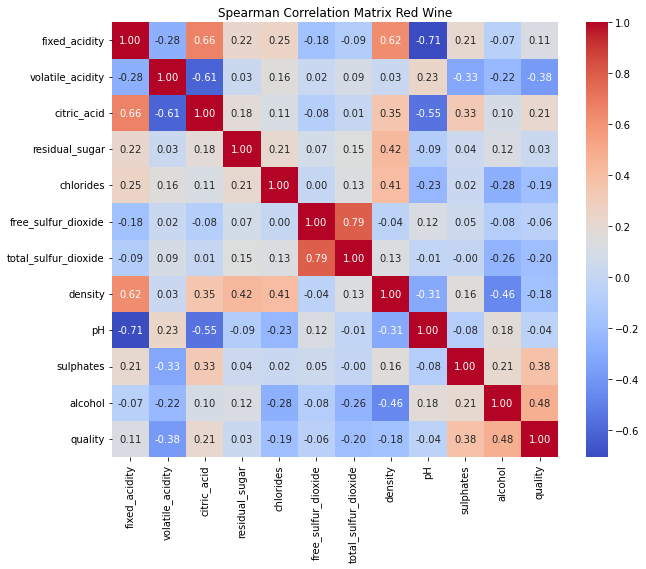 Spearman Correlation Matrix Red Wine
fixed_acidity 1.00 -0.28 0.66 0.22 0.25 -0.18 -0.09 0.62 -0.71 0.21 -0.07 0.11
volatile_acidity -0.28 1.00 -0.61 0.03 0.16 0.02 0.09 0.03 0.23 -0.33 -0.22 -0.38
citric_acid 0.66 -0.61 1.00 0.18 0.11 -0.08 0.01 0.35 -0.55 0.33 0.10 0.21
residual_sugar 0.22 0.03 0.18 1.00 0.21 0.07 0.15 0.42 -0.09 0.04 0.12 0.03
chlorides 0.25 0.16 0.11 0.21 1.00 0.00 0.13 0.41 -0.23 0.02 -0.28 -0.19
free_sulfur_dioxide -0.18 0.02 -0.08 0.07 0.00 1.00 0.79 -0.04 0.12 0.05 -0.08 -0.06
total_sulfur_dioxide -0.09 0.09 0.01 0.15 0.13 0.79 1.00 0.13 -0.01 -0.00 -0.26 -0.20
density 0.62 0.03 0.35 0.42 0.41 -0.04 0.13 1.00 -0.31 0.16 -0.46 -0.18
pH -0.71 0.23 -0.55 -0.09 -0.23 0.12 -0.01 -0.31 1.00 -0.08 0.18 -0.04
sulphates 0.21 -0.33 0.33 0.04 0.02 0.05 -0.00 0.16 -0.08 1.00 0.21 0.38
alcohol -0.07 -0.22 0.10 0.12 -0.28 -0.08 -0.26 -0.46 0.18 0.21 1.00 0.48
quality 0.11 -0.38 0.21 0.03 -0.19 -0.06 -0.20 -0.18 -0.04 0.38 0.48 1.00
fixed_acidity
volatile_acidity
citric_acid
residual_sugar
chlorides
free_sulfur_dioxide
total_sulfur_dioxide
density
pH
sulphates
alcohol
quality
1.0
0.8
0.6
0.4
0.2
0.0
−0.2
−0.4
−0.6